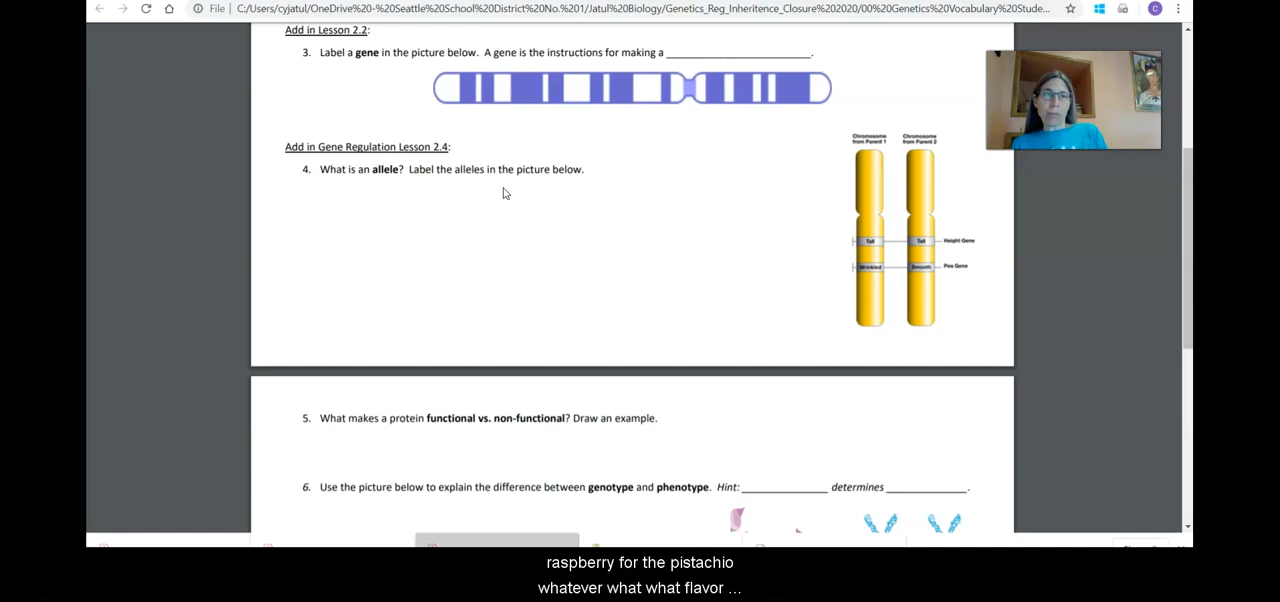 File | C:/Users/cyjatul/OneDrive%20-%20Seattle%20School%20District%20No.%201/Jatul%20Biology/Genetics_Reg_Inheritence_Closure%202020/00%20Genetics%20Vocabulary%20Stude...
C
Add in Lesson 2.2:
3. Label a gene in the picture below. A gene is the instructions for making a ________________________.
Add in Gene Regulation Lesson 2.4:
4. What is an allele? Label the alleles in the picture below.
Chromosome from Parent 1
Chromosome from Parent 2
Tall Tall Height Gene
Wrinkled Smooth Pea Gene
5. What makes a protein functional vs. non-functional? Draw an example.
6. Use the picture below to explain the difference between genotype and phenotype. Hint: ______________ determines _____________.
raspberry for the pistachio
whatever what what flavor ...